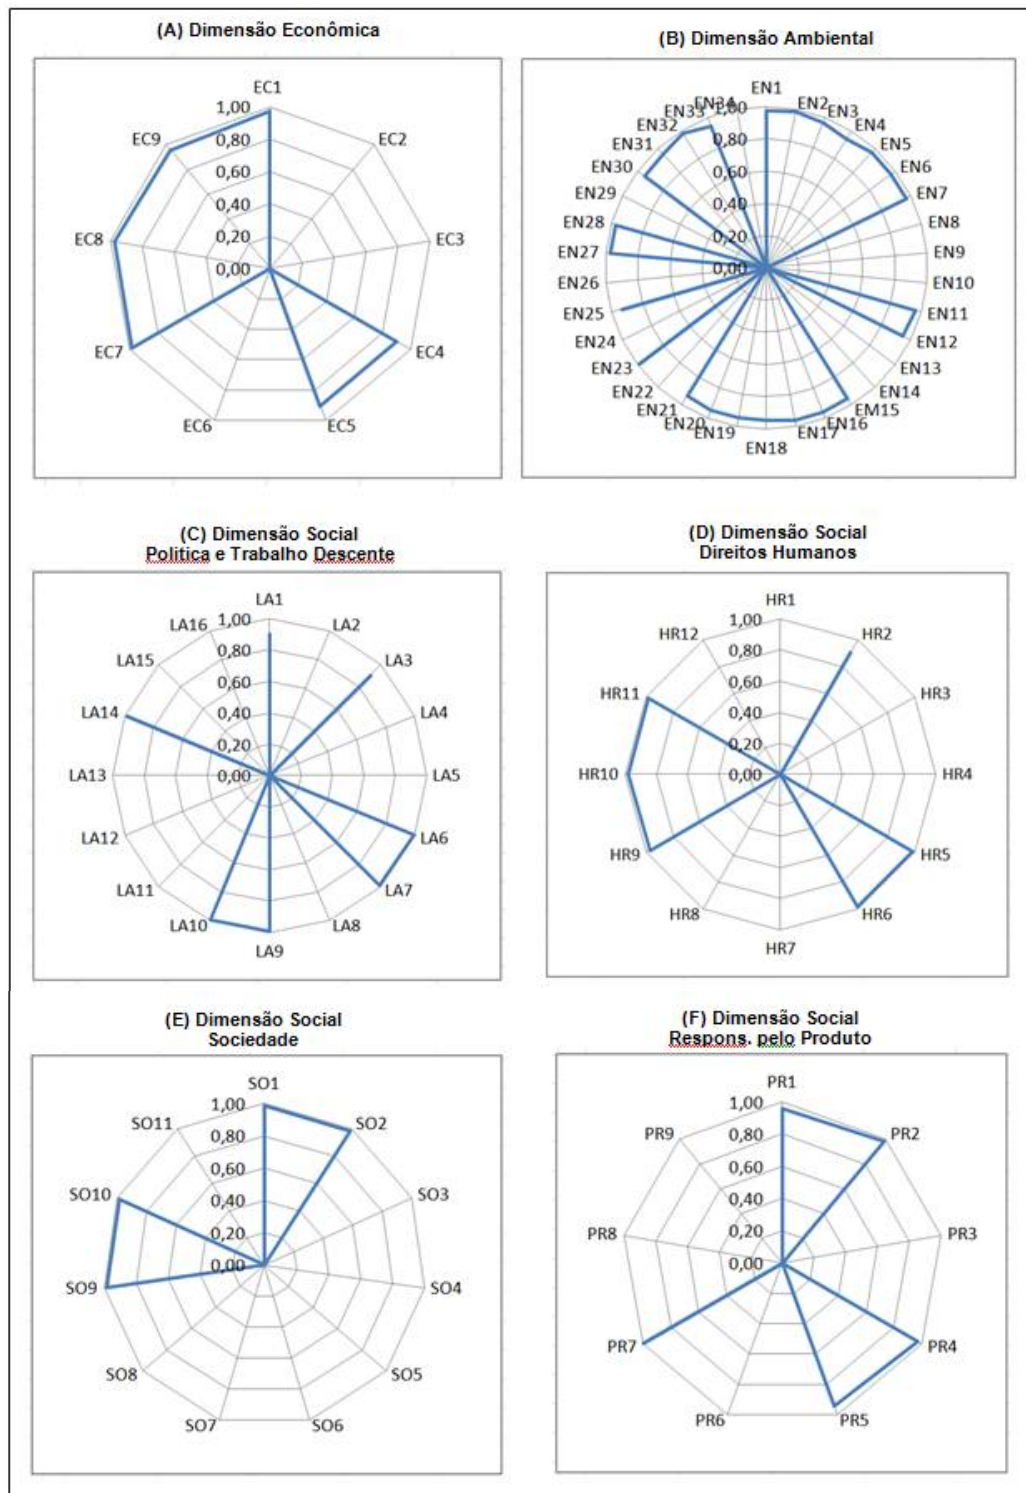 (A) Dimensão Econômica
EC1
EC2
EC3
EC4
EC5
EC6
EC7
EC8
EC9
1,00
0,80
0,60
0,40
0,20
0,00
(B) Dimensão Ambiental
EN1
EN2
EN3
EN4
EN5
EN6
EN7
EN8
EN9
EN10
EN11
EN12
EN13
EN14
EM15
EN16
EN17
EN18
EN19
EN20
EN21
EN22
EN23
EN24
EN25
EN26
EN27
EN28
EN29
EN30
EN31
EN32
EN33
EN34
1,00
0,80
0,60
0,40
0,20
0,00
(C) Dimensão Social
Politica e Trabalho Descente
LA1
LA2
LA3
LA4
LA5
LA6
LA7
LA8
LA9
LA10
LA11
LA12
LA13
LA14
LA15
LA16
1,00
0,80
0,60
0,40
0,20
0,00
(D) Dimensão Social
Direitos Humanos
HR1
HR2
HR3
HR4
HR5
HR6
HR7
HR8
HR9
HR10
HR11
HR12
1,00
0,80
0,60
0,40
0,20
0,00
(E) Dimensão Social
Sociedade
SO1
SO2
SO3
SO4
SO5
SO6
SO7
SO8
SO9
SO10
SO11
1,00
0,80
0,60
0,40
0,20
0,00
(F) Dimensão Social
Respons. pelo Produto
PR1
PR2
PR3
PR4
PR5
PR6
PR7
PR8
PR9
1,00
0,80
0,60
0,40
0,20
0,00